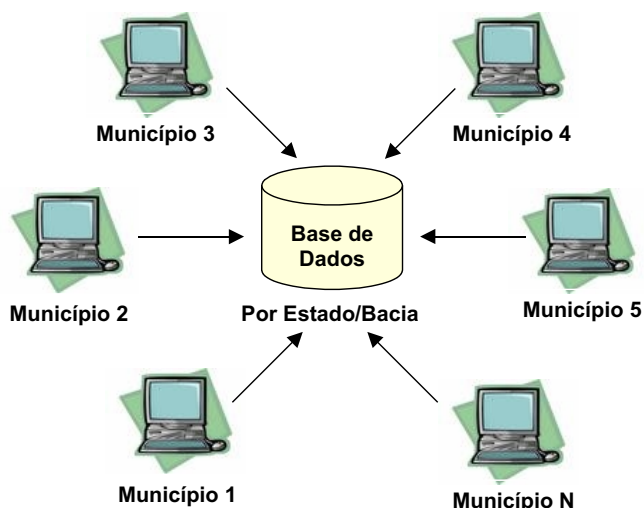 Município 3
Município 4
Base de
Dados
Município 2
Por Estado/Bacia
Município 5
Município 1
Município N